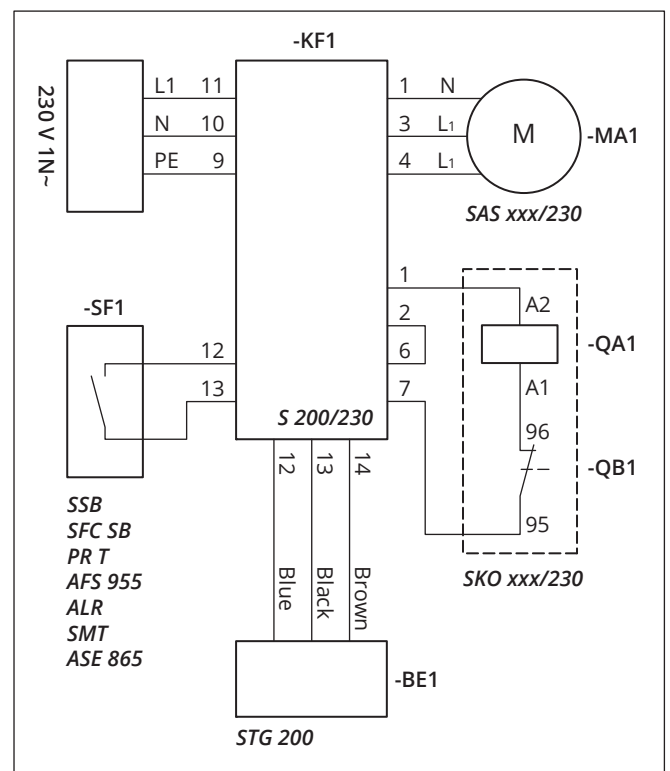 -KF1
230 V 1N~
L1 11
N 10
PE 9
1 N
3 L1
4 L1
M
-MA1
SAS xxx/230
-SF1
12
13
1
2
6
7
S 200/230
A2
-QA1
A1
96
-QB1
95
SKO xxx/230
SSB
SFC SB
PR T
AFS 955
ALR
SMT
ASE 865
12
13
14
Blue
Black
Brown
-BE1
STG 200